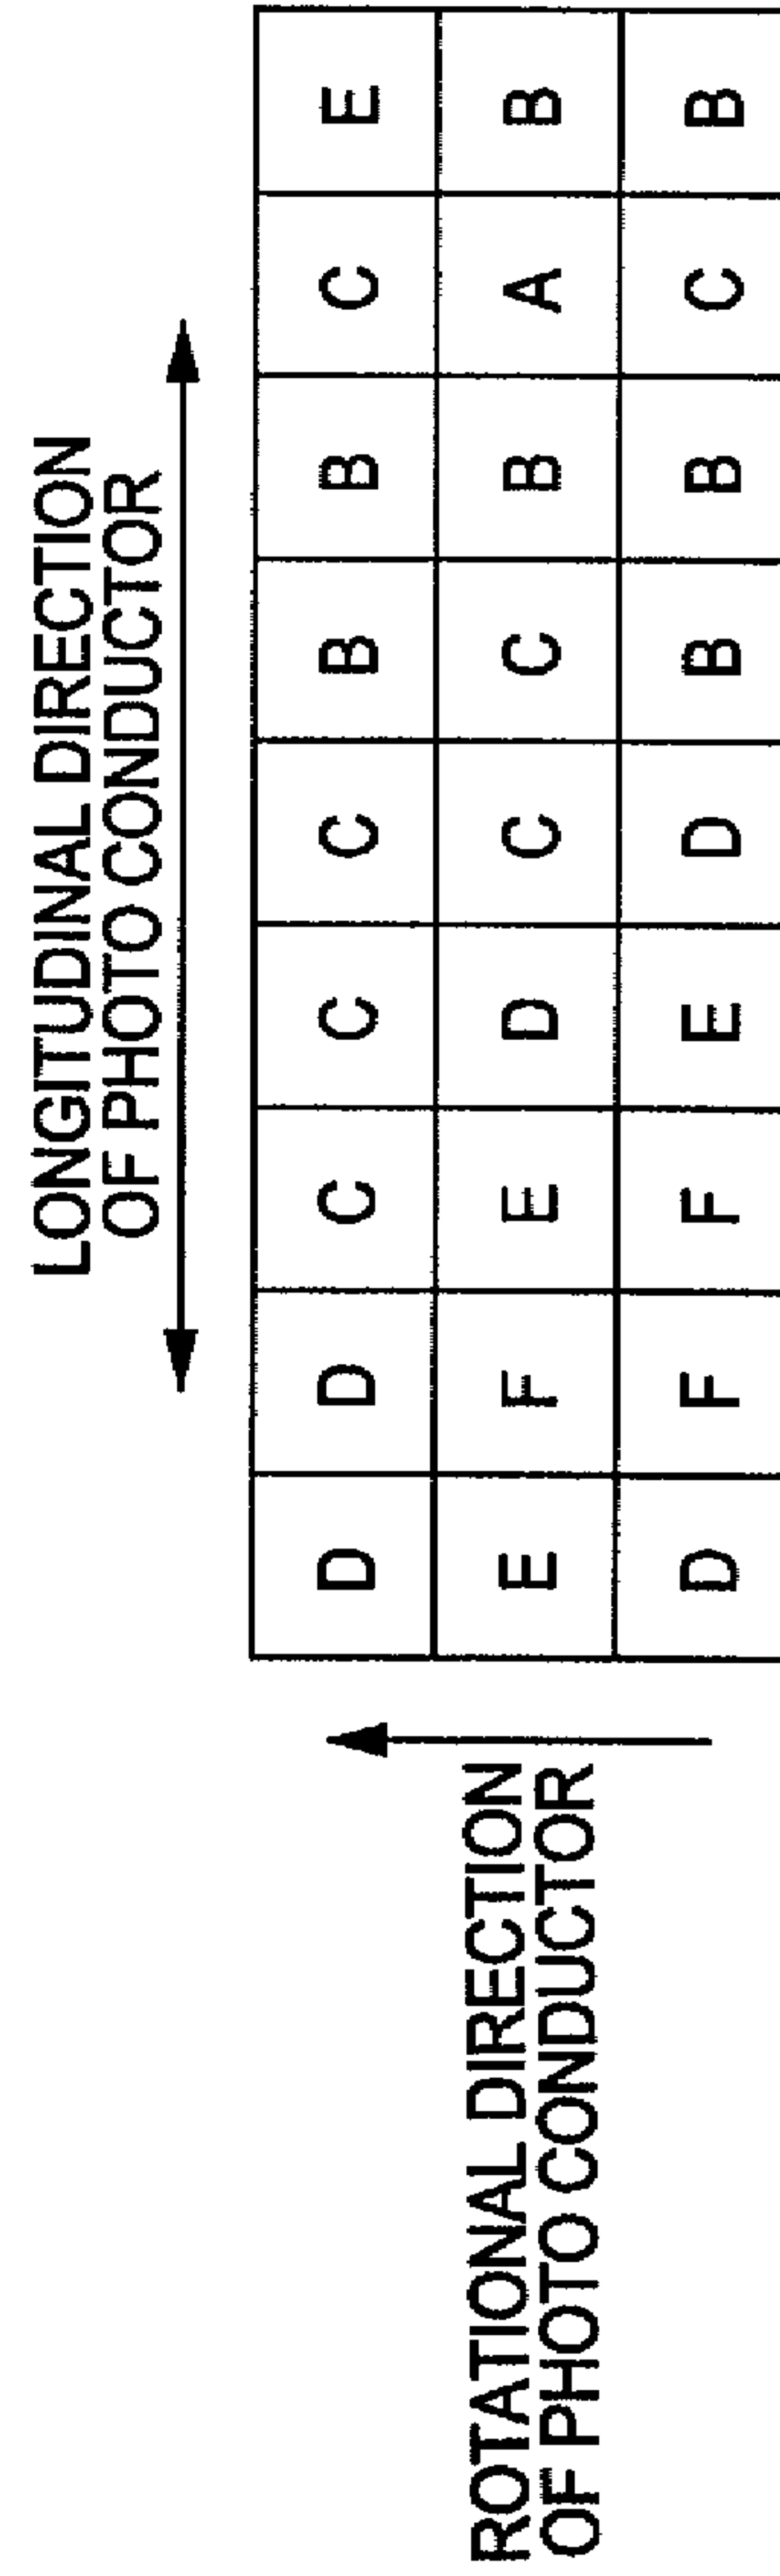 LONGITUDINAL DIRECTION
OF PHOTO CONDUCTOR
ROTATIONAL DIRECTION
OF PHOTO CONDUCTOR
D D C C C B B C E
E F E D C C B A B
D F F E D B B C B